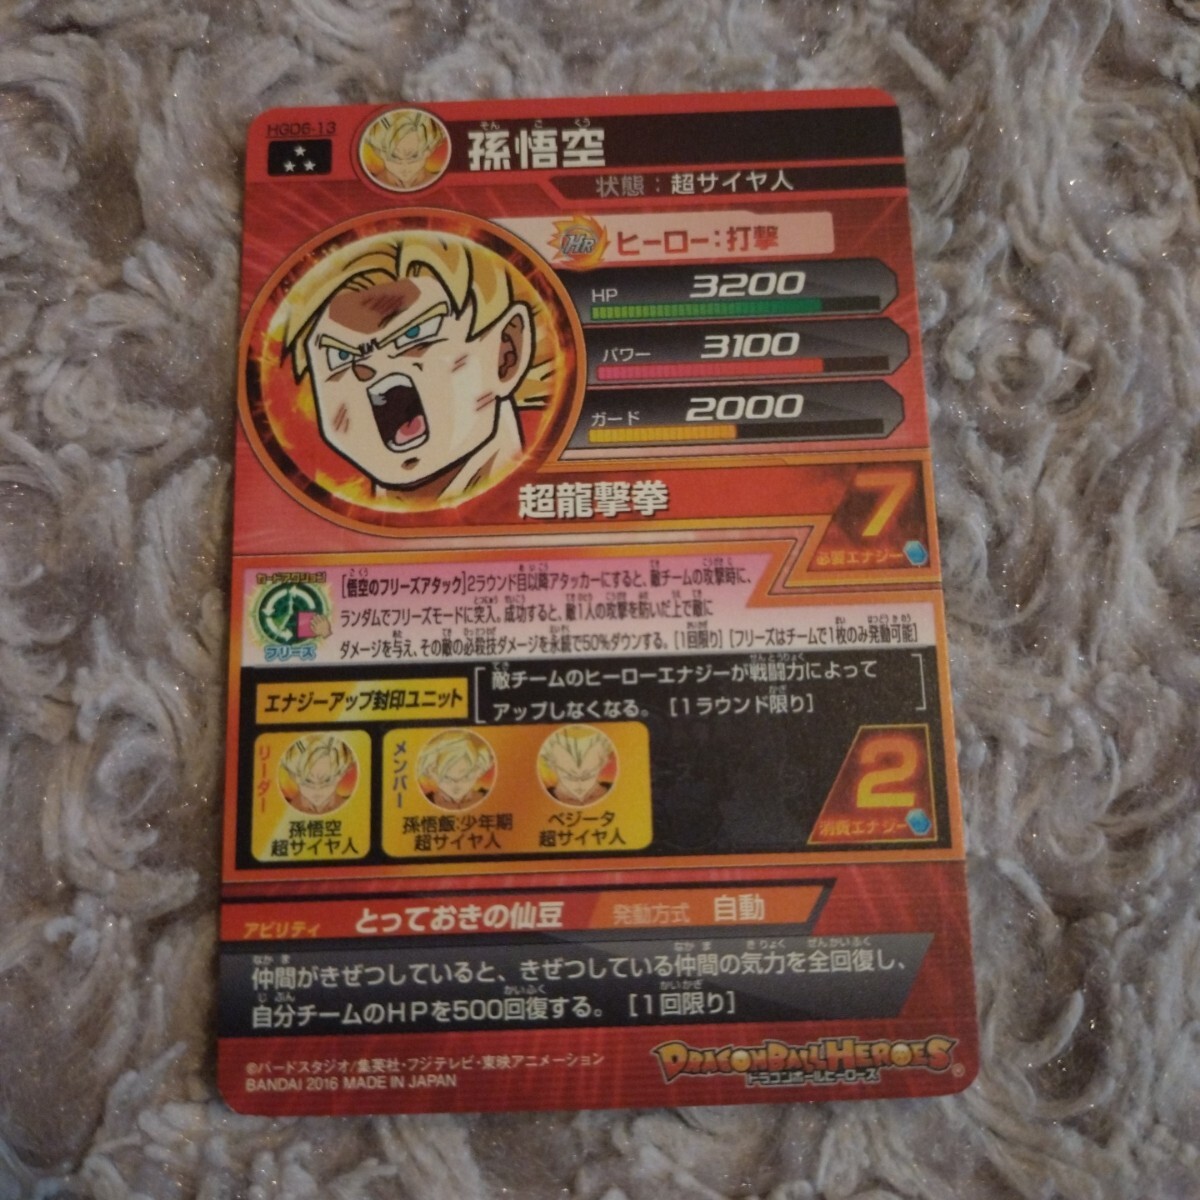 HGD6-13
そん ご くう
孫悟空
状態：超サイヤ人
HR ヒーロー：打撃
HP 3200
パワー 3100
ガード 2000
超龍撃拳
7
必要エナジー
カードアクション
フリーズ
[悟空のフリーズアタック]2ラウンド目以降アタッカーにすると、敵チームの攻撃時に、
ランダムでフリーズモードに突入。成功すると、敵1人の攻撃を防いだ上で敵に
ダメージを与え、その敵の必殺技ダメージを永続で50%ダウンする。[1回限り][フリーズはチームで1枚のみ発動可能]
エナジーアップ封印ユニット
敵チームのヒーローエナジーが戦闘力によって
アップしなくなる。[1ラウンド限り]
リーダー
孫悟空
超サイヤ人
メンバー
孫悟飯：少年期
超サイヤ人
ベジータ
超サイヤ人
2
消費エナジー
アビリティ とっておきの仙豆 発動方式 自動
仲間がきぜつしていると、きぜつしている仲間の気力を全回復し、
自分チームのHPを500回復する。[1回限り]
©バードスタジオ/集英社・フジテレビ・東映アニメーション
BANDAI 2016 MADE IN JAPAN
DRAGONBALL HEROES
ドラゴンボールヒーローズ
®